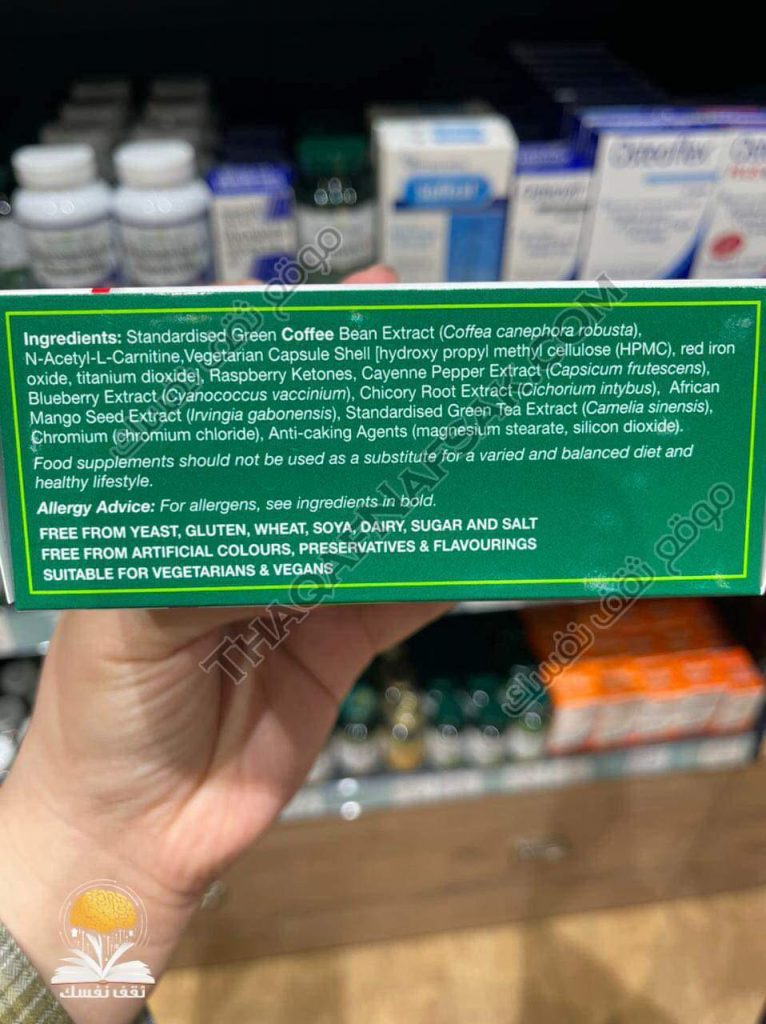 Ingredients: Standardised Green Coffee Bean Extract (Coffea canephora robusta),
N-Acetyl-L-Carnitine,Vegetarian Capsule Shell [hydroxy propyl methyl cellulose (HPMC), red iron
oxide, titanium dioxide], Raspberry Ketones, Cayenne Pepper Extract (Capsicum frutescens),
Blueberry Extract (Cyanococcus vaccinium), Chicory Root Extract (Cichorium intybus), African
Mango Seed Extract (Irvingia gabonensis), Standardised Green Tea Extract (Camelia sinensis),
Chromium (chromium chloride), Anti-caking Agents (magnesium stearate, silicon dioxide).
Food supplements should not be used as a substitute for a varied and balanced diet and
healthy lifestyle.
Allergy Advice: For allergens, see ingredients in bold.
FREE FROM YEAST, GLUTEN, WHEAT, SOYA, DAIRY, SUGAR AND SALT
FREE FROM ARTIFICIAL COLOURS, PRESERVATIVES & FLAVOURINGS
SUITABLE FOR VEGETARIANS & VEGANS
موقع ثقف نفسك
THAQAFNAFSAK.COM
موقع ثقف نفسك
ثقف نفسك